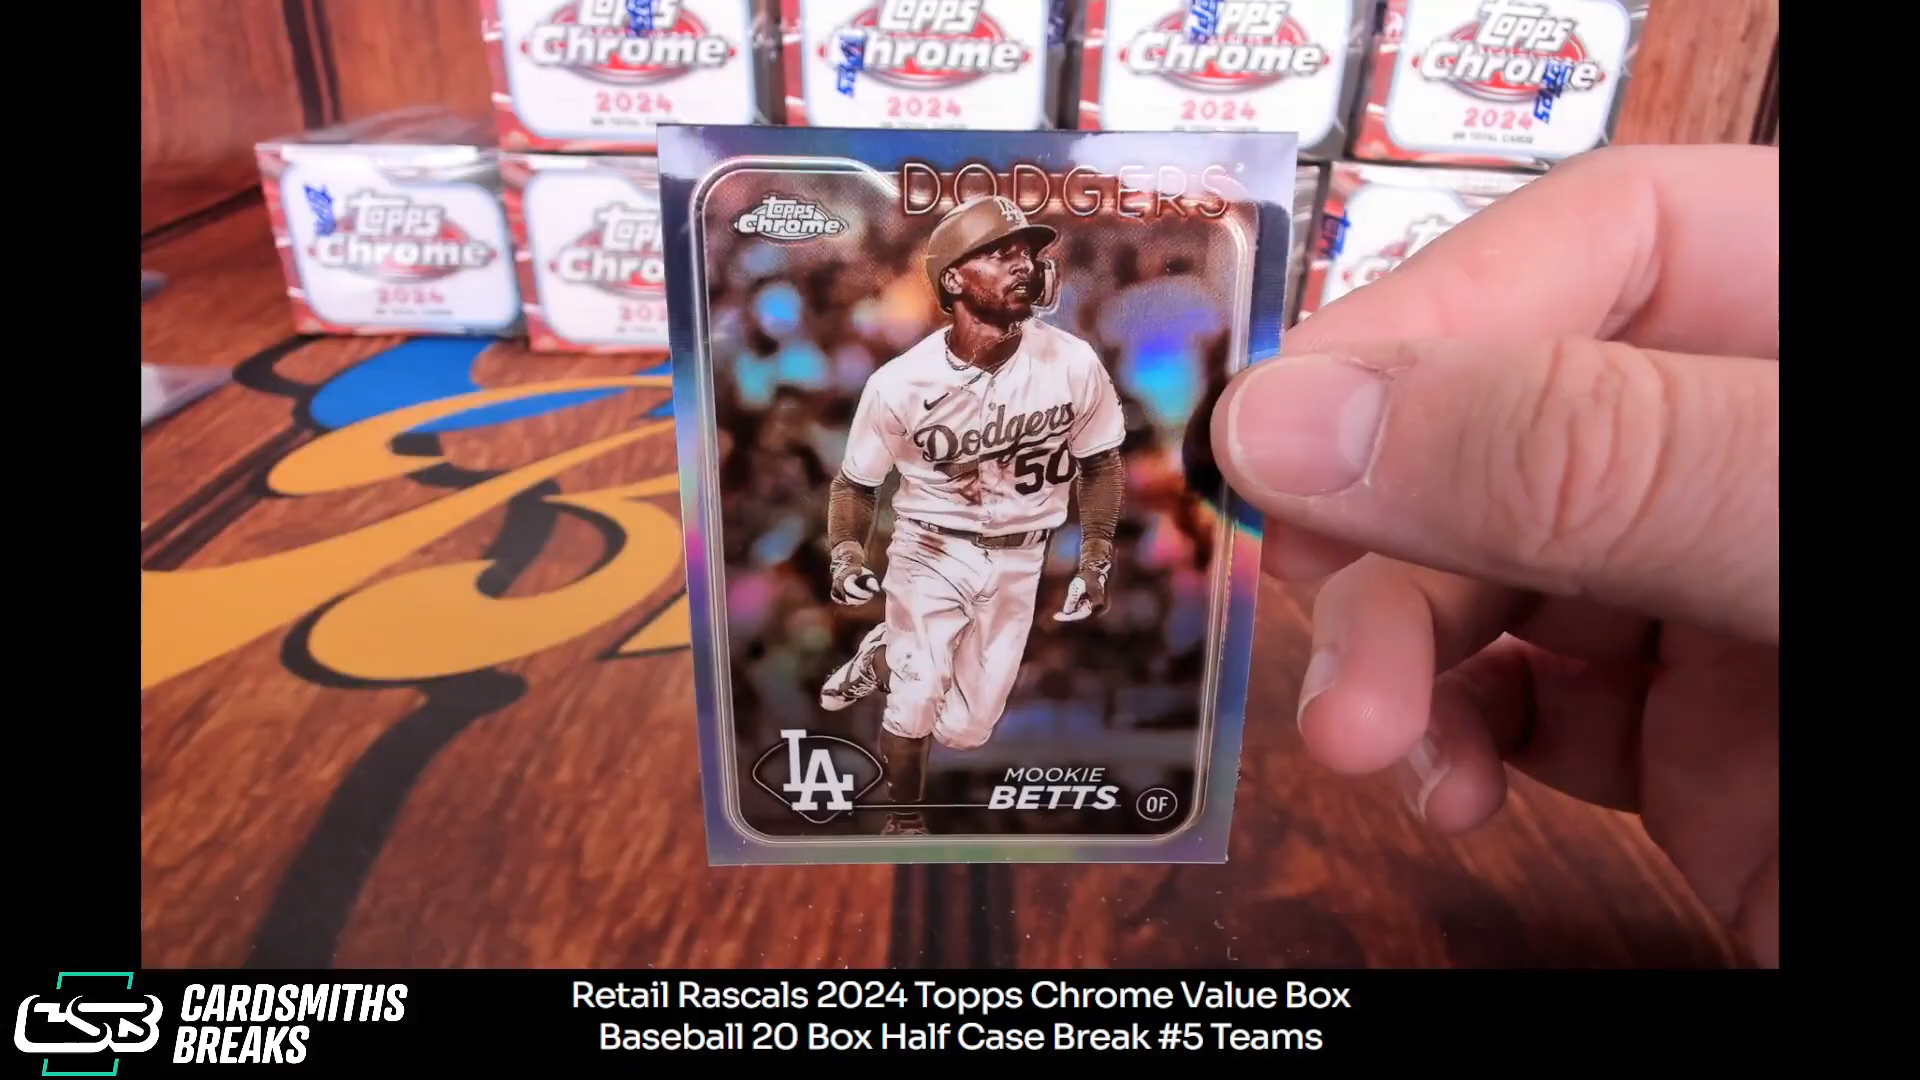 Topps
Chrome
2024
Topps
Chrome
2024
Topps
Chrome
2024
Topps
Chrome
2024
Topps
Chrome
2024
Topps
DODGERS
Topps
Chrome
Dodgers
50
LA
MOOKIE
BETTS OF
CSB CARDSMITHS
BREAKS
Retail Rascals 2024 Topps Chrome Value Box
Baseball 20 Box Half Case Break #5 Teams